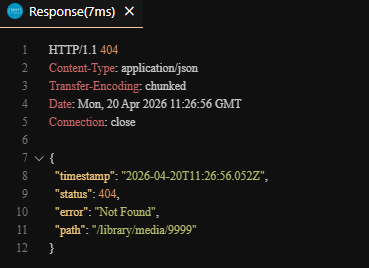 Response(7ms) ×
1 HTTP/1.1 404
2 Content-Type: application/json
3 Transfer-Encoding: chunked
4 Date: Mon, 20 Apr 2026 11:26:56 GMT
5 Connection: close
6
7 {
8 "timestamp": "2026-04-20T11:26:56.052Z",
9 "status": 404,
10 "error": "Not Found",
11 "path": "/library/media/9999"
12 }